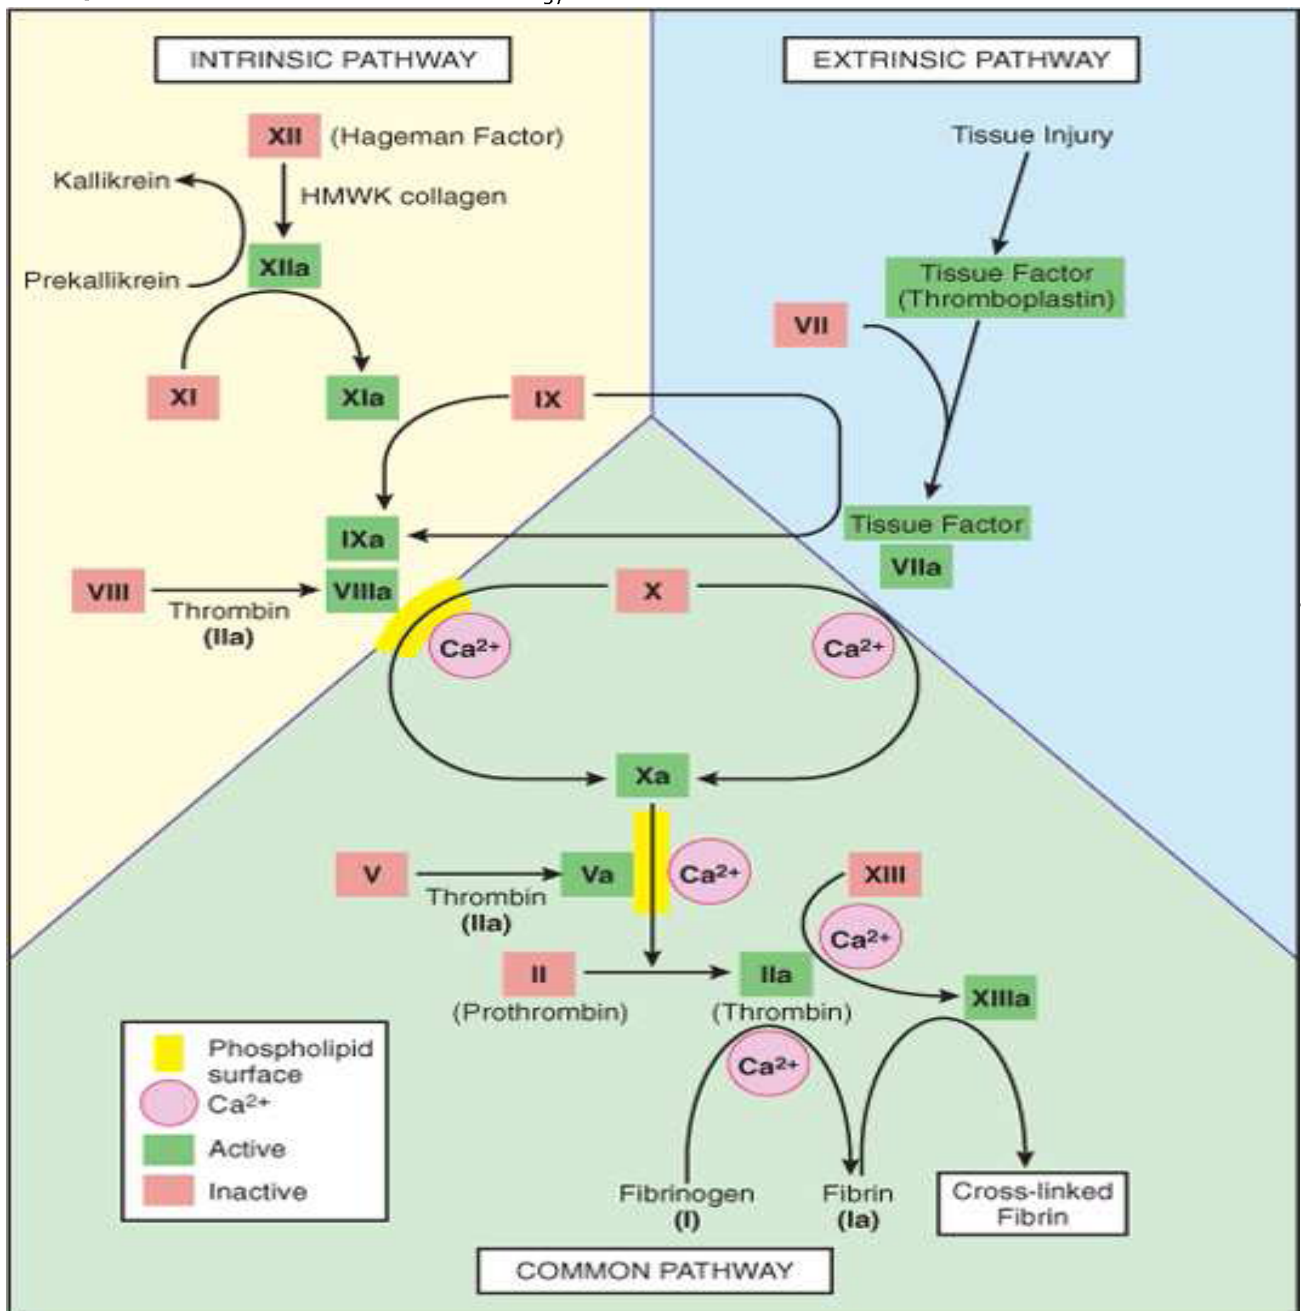 INTRINSIC PATHWAY
EXTRINSIC PATHWAY
XII (Hageman Factor)
Tissue Injury
Kallikrein
HMWK collagen
XIIa
Prekallikrein
Tissue Factor
(Thromboplastin)
VII
XI
XIa
IX
Tissue Factor
VIIa
IXa
VIII
VIIIa
Thrombin
(IIa)
X
Ca2+
Ca2+
Xa
V
Thrombin
(IIa)
Va
Ca2+
XIII
Ca2+
II
(Prothrombin)
IIa
(Thrombin)
XIIIa
Ca2+
Phospholipid
surface
Ca2+
Active
Inactive
Fibrinogen
(I)
Fibrin
(Ia)
Cross-linked
Fibrin
COMMON PATHWAY